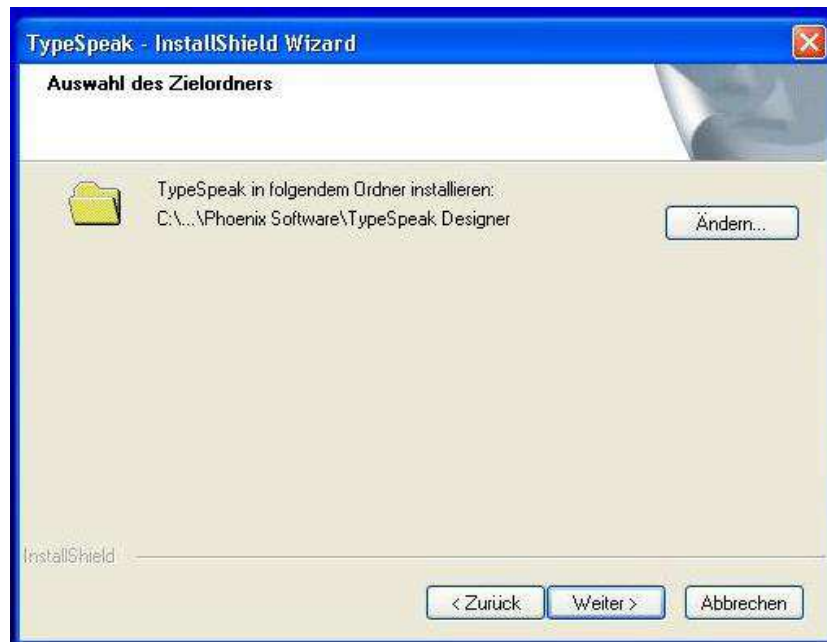 TypeSpeak - InstallShield Wizard
Auswahl des Zielordners
TypeSpeak in folgendem Ordner installieren:
C:\...\Phoenix Software\TypeSpeak Designer
Ändern...
InstallShield
< Zurück
Weiter >
Abbrechen